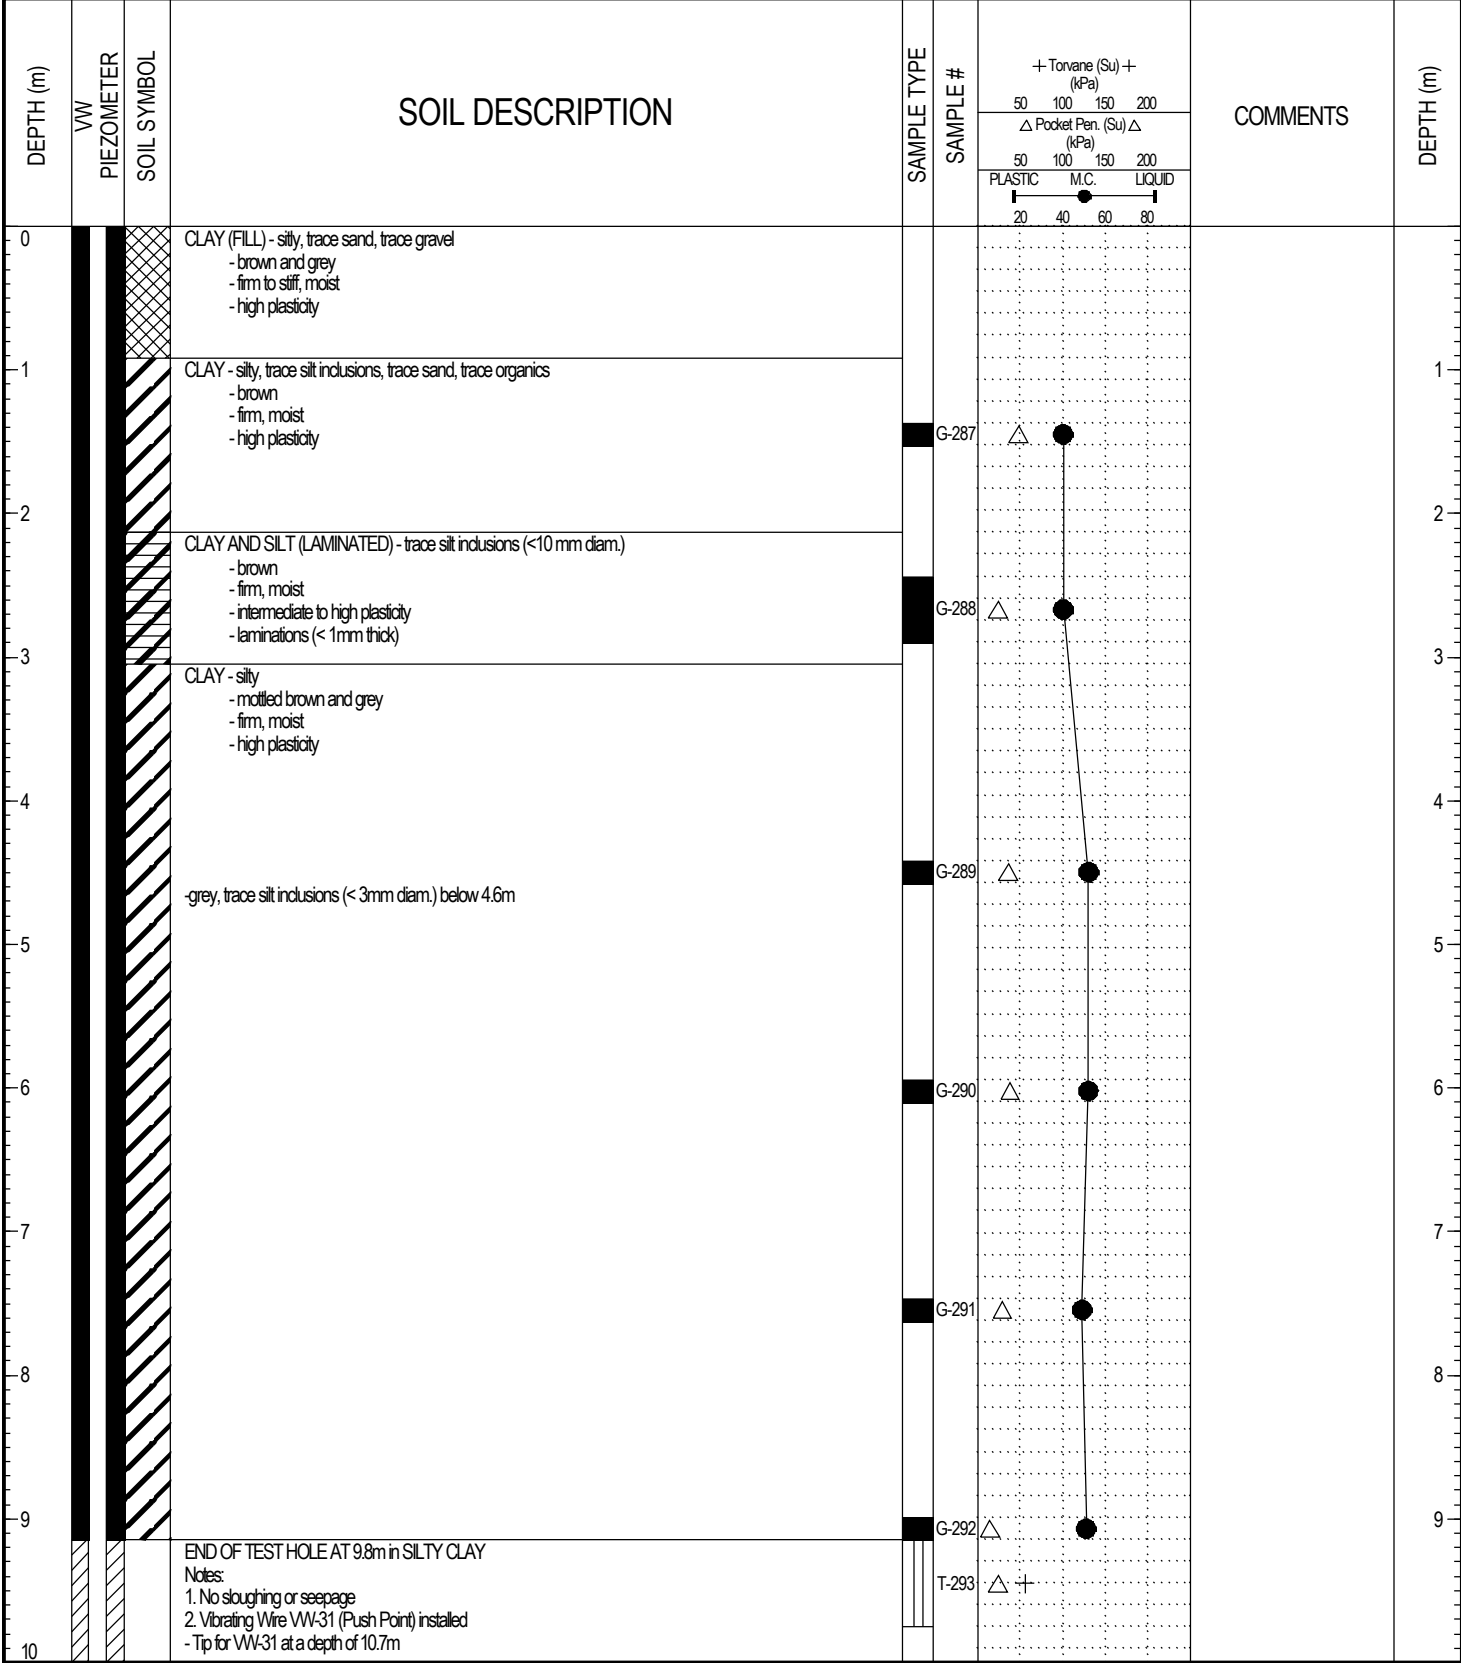 DEPTH (m)
VW
PIEZOMETER
SOIL SYMBOL
SOIL DESCRIPTION
SAMPLE TYPE
SAMPLE #
+ Torvane (Su) +
(kPa)
50 100 150 200
△ Pocket Pen. (Su) △
(kPa)
50 100 150 200
PLASTIC M.C. LIQUID
20 40 60 80
COMMENTS
DEPTH (m)
0
CLAY (FILL) - sitly, trace sand, trace gravel
- brown and grey
- firm to stiff, moist
- high plasticity
1 1
CLAY - silty, trace silt inclusions, trace sand, trace organics
- brown
- firm, moist
- high plasticity
G-287
2 2
CLAY AND SILT (LAMINATED) - trace silt inclusions (<10 mm diam.)
- brown
- firm, moist
- intermediate to high plasticity
- laminations (< 1mm thick)
G-288
3 3
CLAY - silty
- mottled brown and grey
- firm, moist
- high plasticity
4 4
G-289
-grey, trace silt inclusions (< 3mm diam.) below 4.6m
5 5
6 G-290 6
7 7
G-291
8 8
9 9
G-292
END OF TEST HOLE AT 9.8m in SILTY CLAY
Notes:
1. No sloughing or seepage
2. Vibrating Wire VW-31 (Push Point) installed
- Tip for VW-31 at a depth of 10.7m
T-293
10